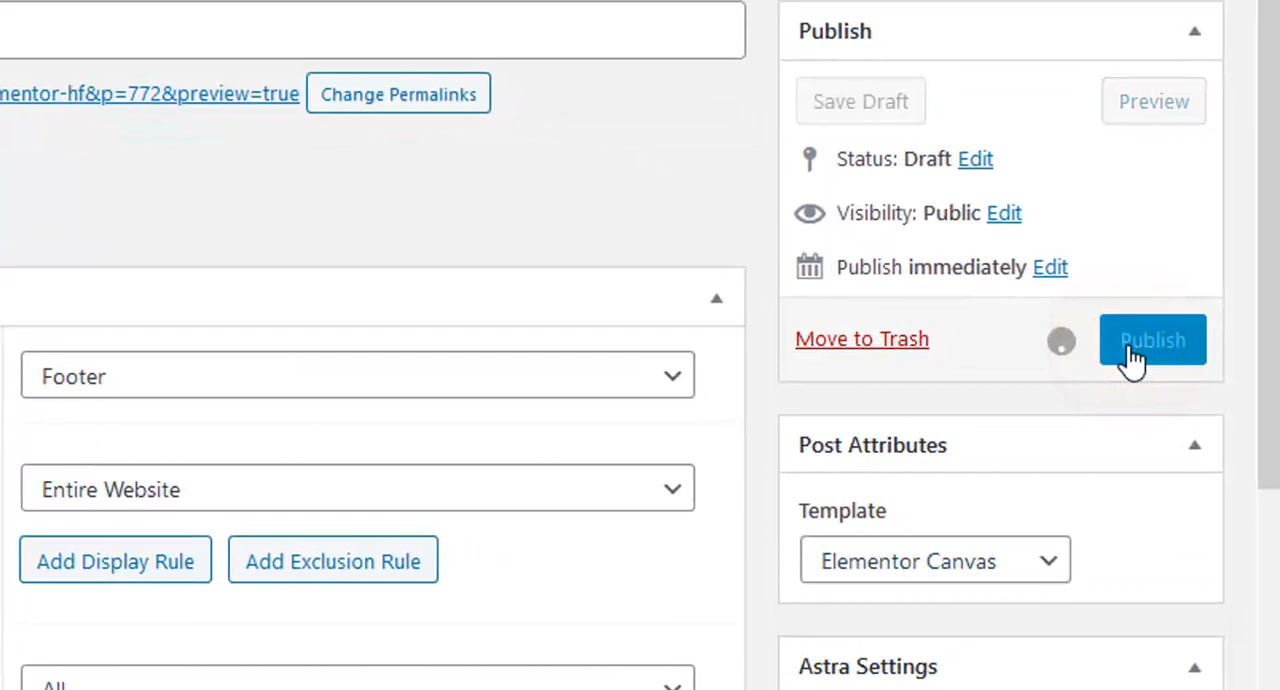 mentor-hf&p=772&preview=true Change Permalinks
Footer
Entire Website
Add Display Rule Add Exclusion Rule
All
Publish
Save Draft Preview
Status: Draft Edit
Visibility: Public Edit
Publish immediately Edit
Move to Trash Publish
Post Attributes
Template
Elementor Canvas
Astra Settings